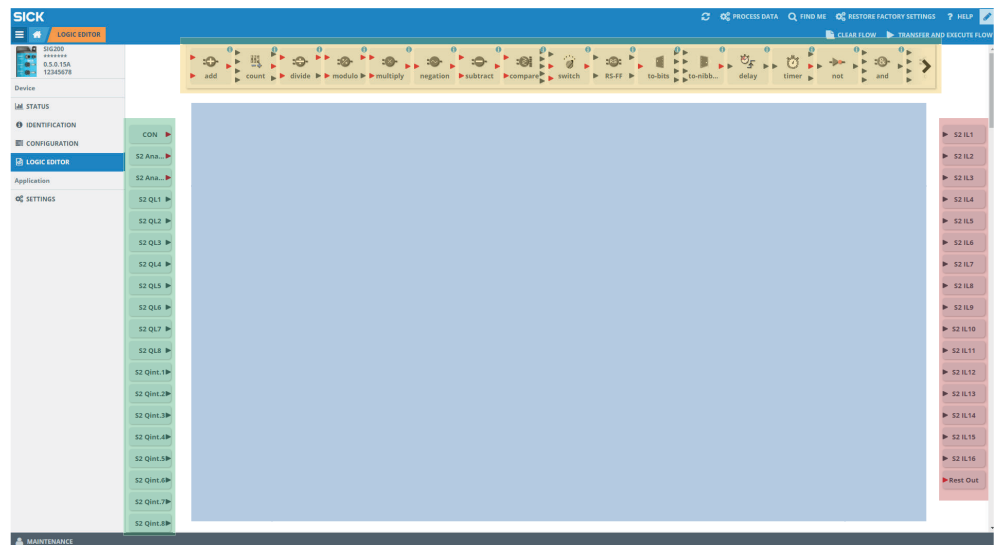 SICK
PROCESS DATA
FIND ME
RESTORE FACTORY SETTINGS
? HELP
LOGIC EDITOR
CLEAR FLOW
TRANSFER AND EXECUTE FLOW
SIG200
*******
0.5.0.15A
12345678
Device
STATUS
IDENTIFICATION
CONFIGURATION
LOGIC EDITOR
Application
SETTINGS
add
count
divide
modulo
multiply
negation
subtract
compare
switch
RS-FF
to-bits
to-nibb...
delay
timer
not
and
CON
S2 Ana...
S2 Ana...
S2 QL1
S2 QL2
S2 QL3
S2 QL4
S2 QL5
S2 QL6
S2 QL7
S2 QL8
S2 Qint.1
S2 Qint.2
S2 Qint.3
S2 Qint.4
S2 Qint.5
S2 Qint.6
S2 Qint.7
S2 Qint.8
S2 IL1
S2 IL2
S2 IL3
S2 IL4
S2 IL5
S2 IL6
S2 IL7
S2 IL8
S2 IL9
S2 IL10
S2 IL11
S2 IL12
S2 IL13
S2 IL14
S2 IL15
S2 IL16
Rest Out
MAINTENANCE